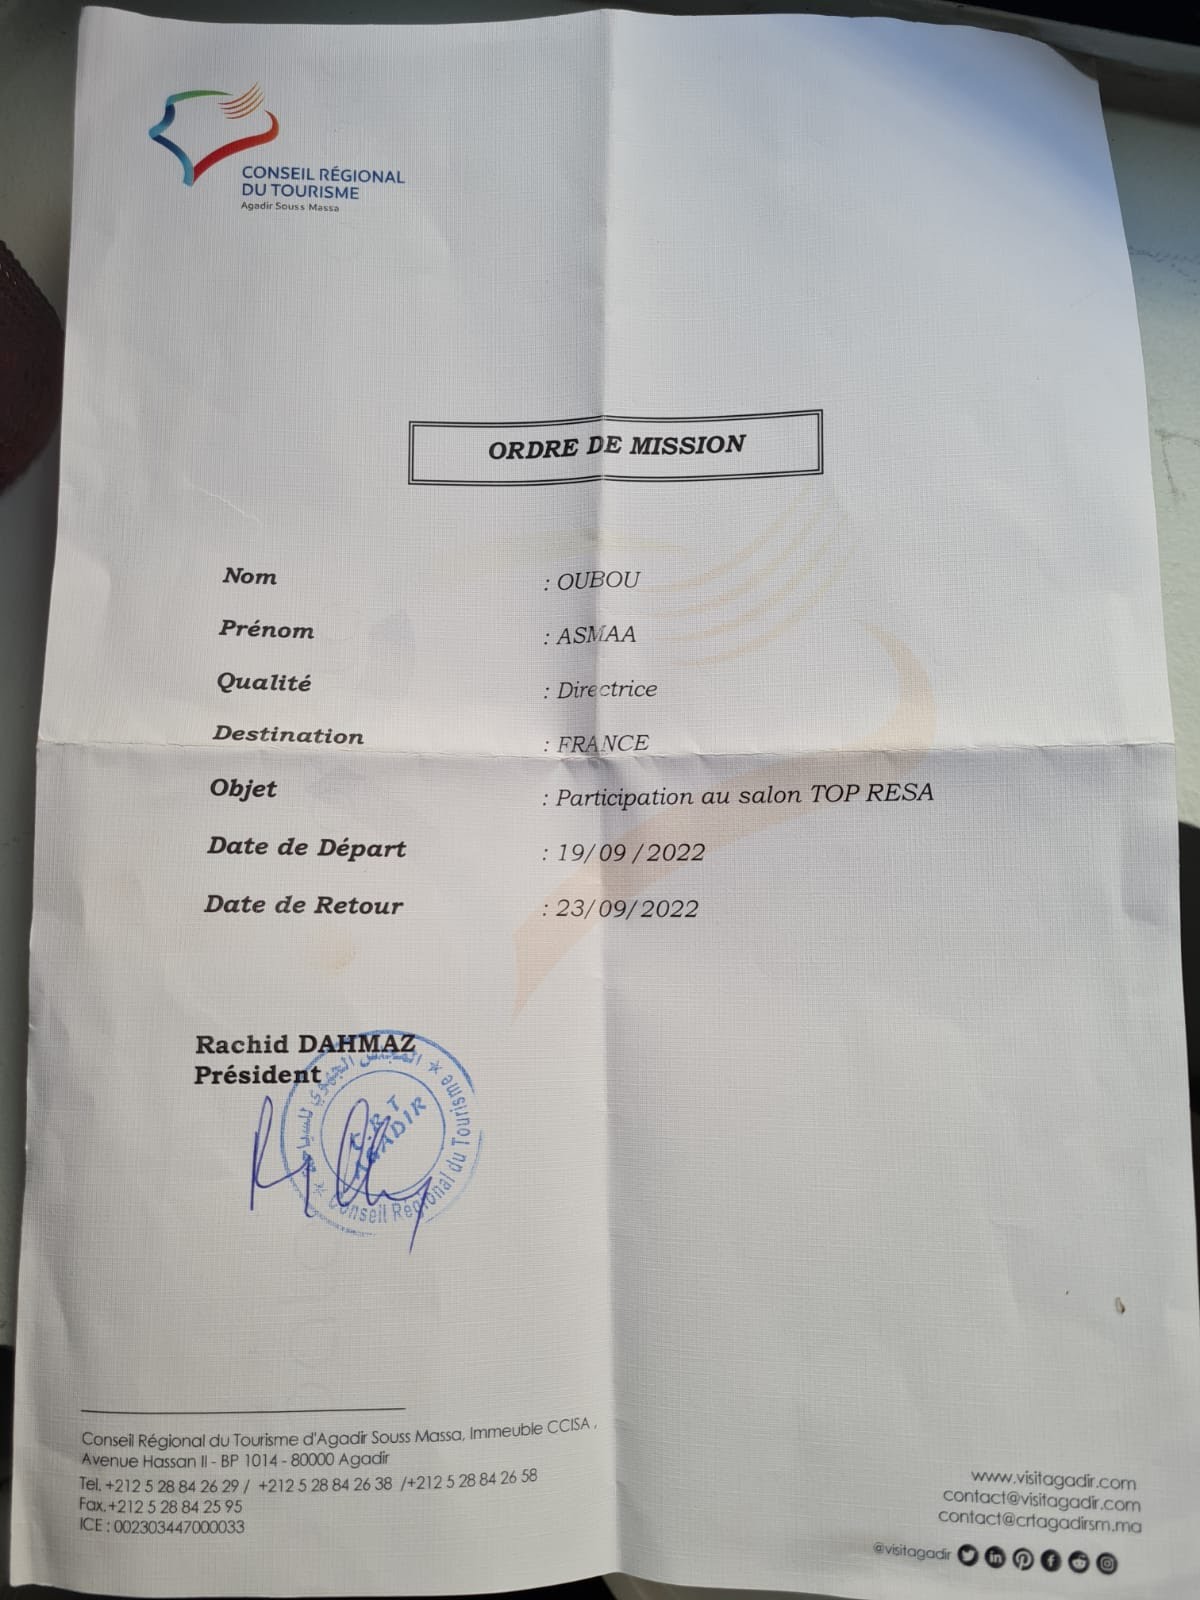 CONSEIL RÉGIONAL
DU TOURISME
Agadir Souss Massa
ORDRE DE MISSION
Nom : OUBOU
Prénom : ASMAA
Qualité : Directrice
Destination : FRANCE
Objet : Participation au salon TOP RESA
Date de Départ : 19/09 /2022
Date de Retour : 23/09/2022
Rachid DAHMAZ
Président
المجلس الجهوي للسياحة
C.R.T
AGADIR
Conseil Régional du Tourisme
Conseil Régional du Tourisme d'Agadir Souss Massa, Immeuble CCISA ,
Avenue Hassan II - BP 1014 - 80000 Agadir
Tel. +212 5 28 84 26 29 / +212 5 28 84 26 38 /+212 5 28 84 26 58
Fax.+212 5 28 84 25 95
ICE : 002303447000033
www.visitagadir.com
contact@visitagadir.com
contact@crtagadirsm.ma
@visitagadir